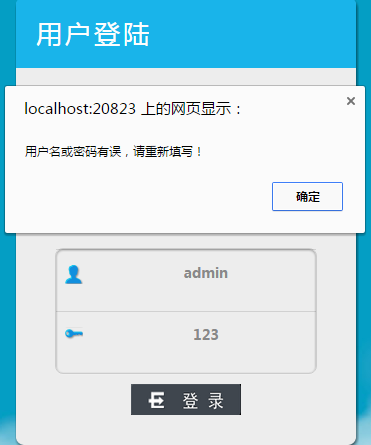 用户登陆
localhost:20823 上的网页显示：
用户名或密码有误，请重新填写！
确定
admin
123
登 录